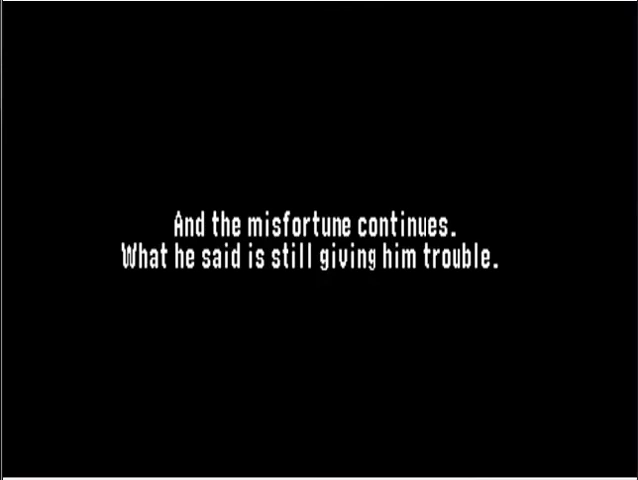 And the misfortune continues.
What he said is still giving him trouble.